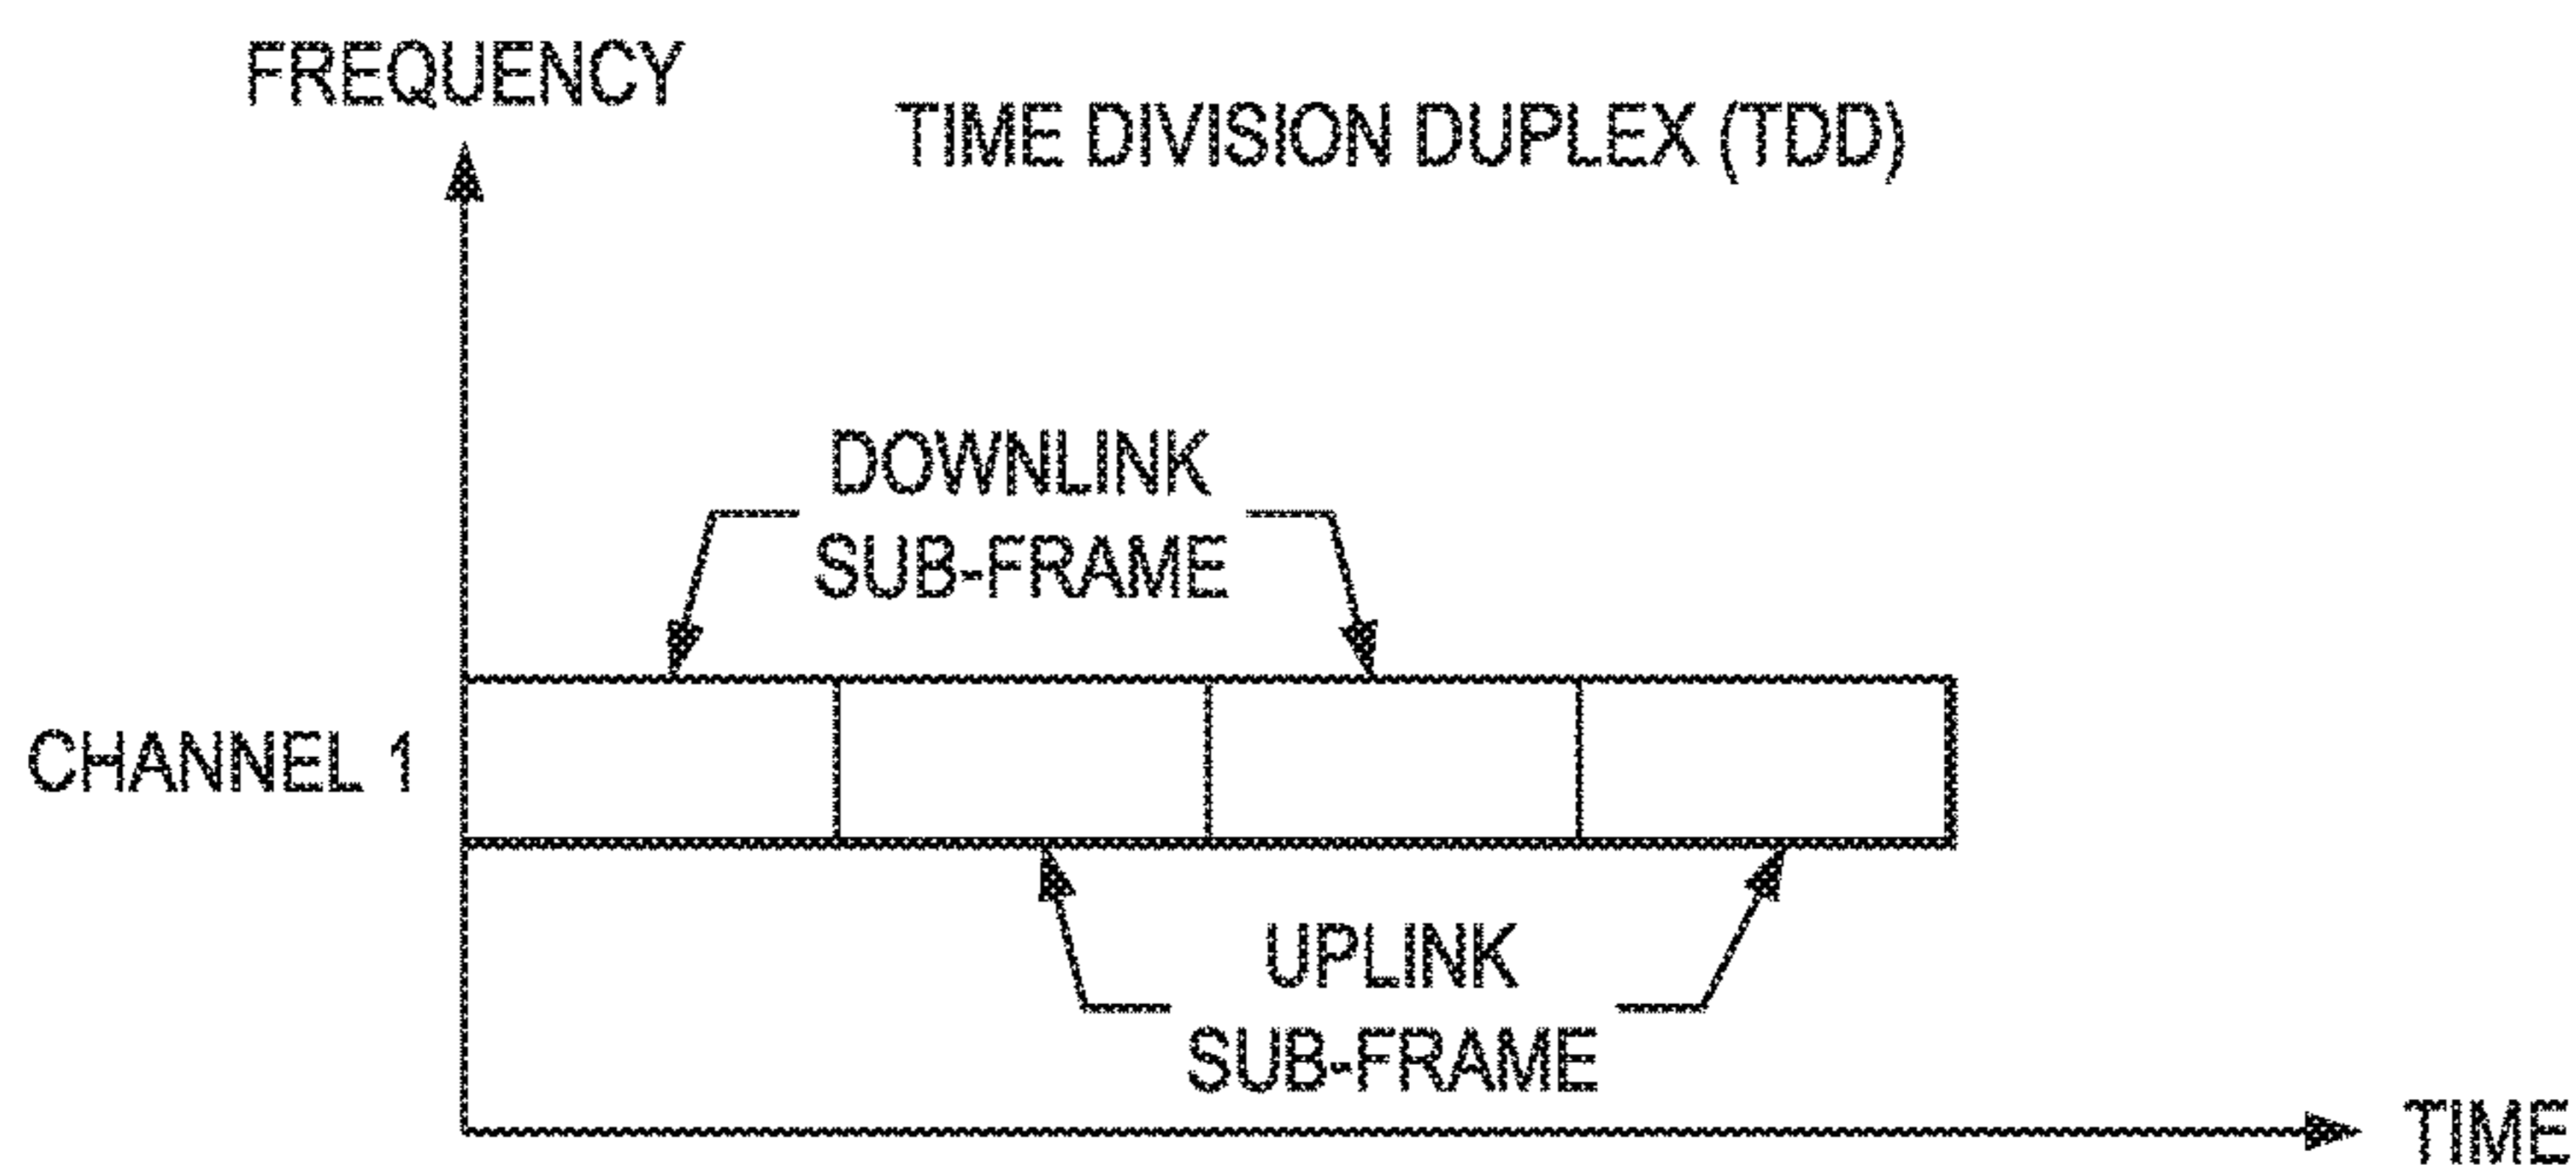 FREQUENCY
TIME DIVISION DUPLEX (TDD)
DOWNLINK
SUB-FRAME
CHANNEL 1
UPLINK
SUB-FRAME
TIME